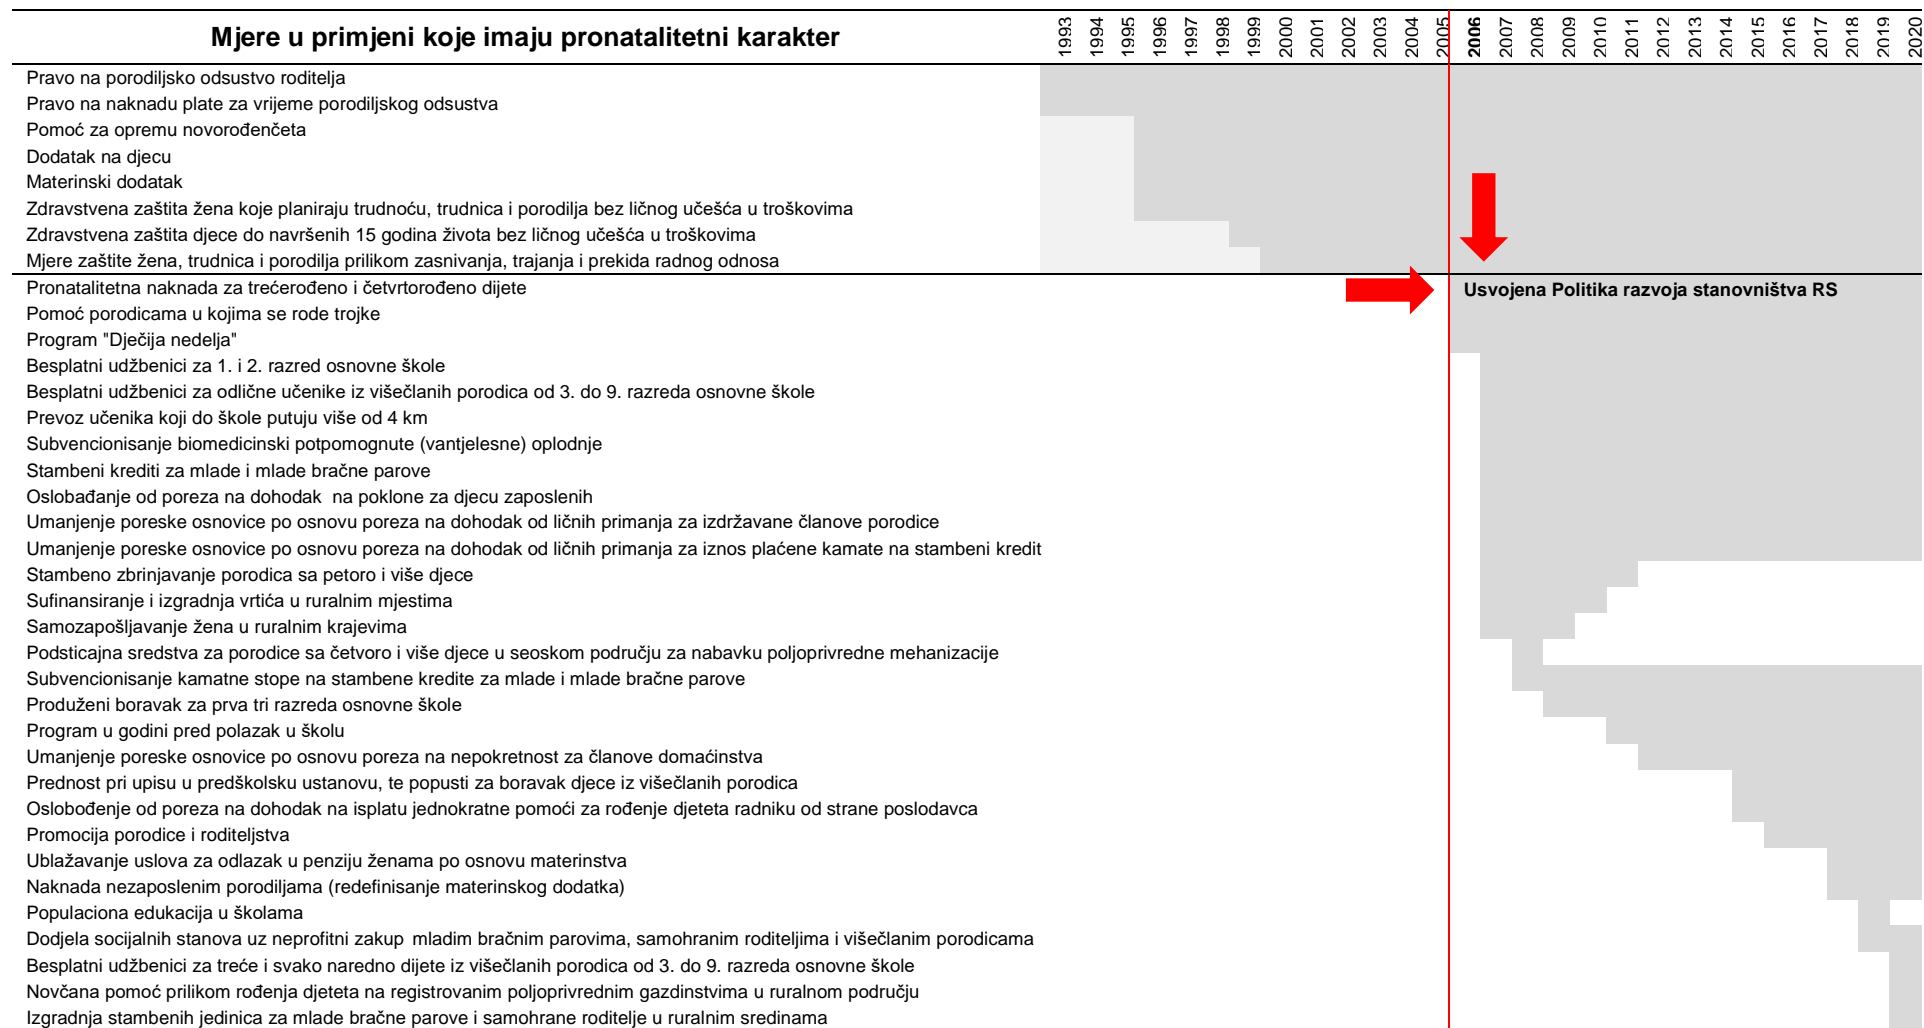 Mjere u primjeni koje imaju pronatalitetni karakter 1993 1994 1995 1996 1997 1998 1999 2000 2001 2002 2003 2004 2005 2006 2007 2008 2009 2010 2011 2012 2013 2014 2015 2016 2017 2018 2019 2020
Pravo na porodiljsko odsustvo roditelja
Pravo na naknadu plate za vrijeme porodiljskog odsustva
Pomoć za opremu novorođenčeta
Dodatak na djecu
Materinski dodatak
Zdravstvena zaštita žena koje planiraju trudnoću, trudnica i porodilja bez ličnog učešća u troškovima
Zdravstvena zaštita djece do navršenih 15 godina života bez ličnog učešća u troškovima
Mjere zaštite žena, trudnica i porodilja prilikom zasnivanja, trajanja i prekida radnog odnosa
Pronatalitetna naknada za trećerođeno i četvrtorođeno dijete Usvojena Politika razvoja stanovništva RS
Pomoć porodicama u kojima se rode trojke
Program "Dječija nedelja"
Besplatni udžbenici za 1. i 2. razred osnovne škole
Besplatni udžbenici za odlične učenike iz višečlanih porodica od 3. do 9. razreda osnovne škole
Prevoz učenika koji do škole putuju više od 4 km
Subvencionisanje biomedicinski potpomognute (vantjelesne) oplodnje
Stambeni krediti za mlade i mlade bračne parove
Oslobađanje od poreza na dohodak na poklone za djecu zaposlenih
Umanjenje poreske osnovice po osnovu poreza na dohodak od ličnih primanja za izdržavane članove porodice
Umanjenje poreske osnovice po osnovu poreza na dohodak od ličnih primanja za iznos plaćene kamate na stambeni kredit
Stambeno zbrinjavanje porodica sa petoro i više djece
Sufinansiranje i izgradnja vrtića u ruralnim mjestima
Samozapošljavanje žena u ruralnim krajevima
Podsticajna sredstva za porodice sa četvoro i više djece u seoskom području za nabavku poljoprivredne mehanizacije
Subvencionisanje kamatne stope na stambene kredite za mlade i mlade bračne parove
Produženi boravak za prva tri razreda osnovne škole
Program u godini pred polazak u školu
Umanjenje poreske osnovice po osnovu poreza na nepokretnost za članove domaćinstva
Prednost pri upisu u predškolsku ustanovu, te popusti za boravak djece iz višečlanih porodica
Oslobođenje od poreza na dohodak na isplatu jednokratne pomoći za rođenje djeteta radniku od strane poslodavca
Promocija porodice i roditeljstva
Ublažavanje uslova za odlazak u penziju ženama po osnovu materinstva
Naknada nezaposlenim porodiljama (redefinisanje materinskog dodatka)
Populaciona edukacija u školama
Dodjela socijalnih stanova uz neprofitni zakup mladim bračnim parovima, samohranim roditeljima i višečlanim porodicama
Besplatni udžbenici za treće i svako naredno dijete iz višečlanih porodica od 3. do 9. razreda osnovne škole
Novčana pomoć prilikom rođenja djeteta na registrovanim poljoprivrednim gazdinstvima u ruralnom području
Izgradnja stambenih jedinica za mlade bračne parove i samohrane roditelje u ruralnim sredinama